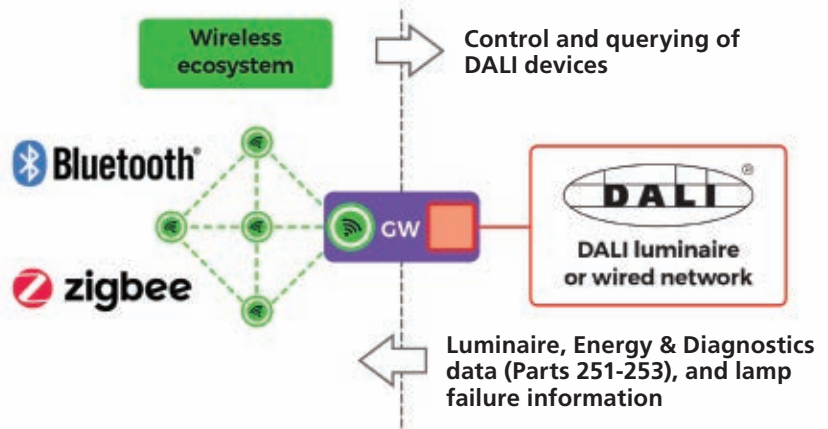 Wireless
ecosystem
Control and querying of
DALI devices
Bluetooth®
GW
DALI
®
DALI luminaire
or wired network
zigbee
Luminaire, Energy & Diagnostics
data (Parts 251-253), and lamp
failure information